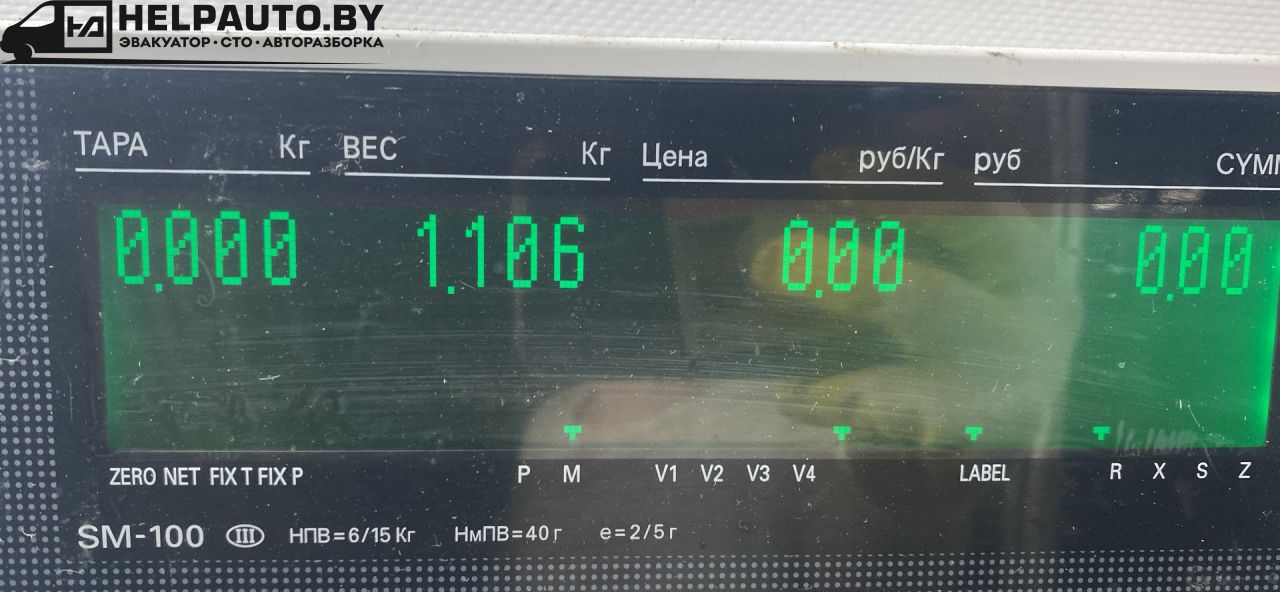 HELPAUTO.BY
ЭВАКУАТОР·СТО·АВТОРАЗБОРКА
ТАРА Кг ВЕС Кг Цена руб/Кг руб
0.000 1.106 0.00 0.00
ZERO NET FIX T FIX P P M V1 V2 V3 V4 LABEL R X S Z
SM-100 III НПВ=6/15 Кг НмПВ=40 г e=2/5 г